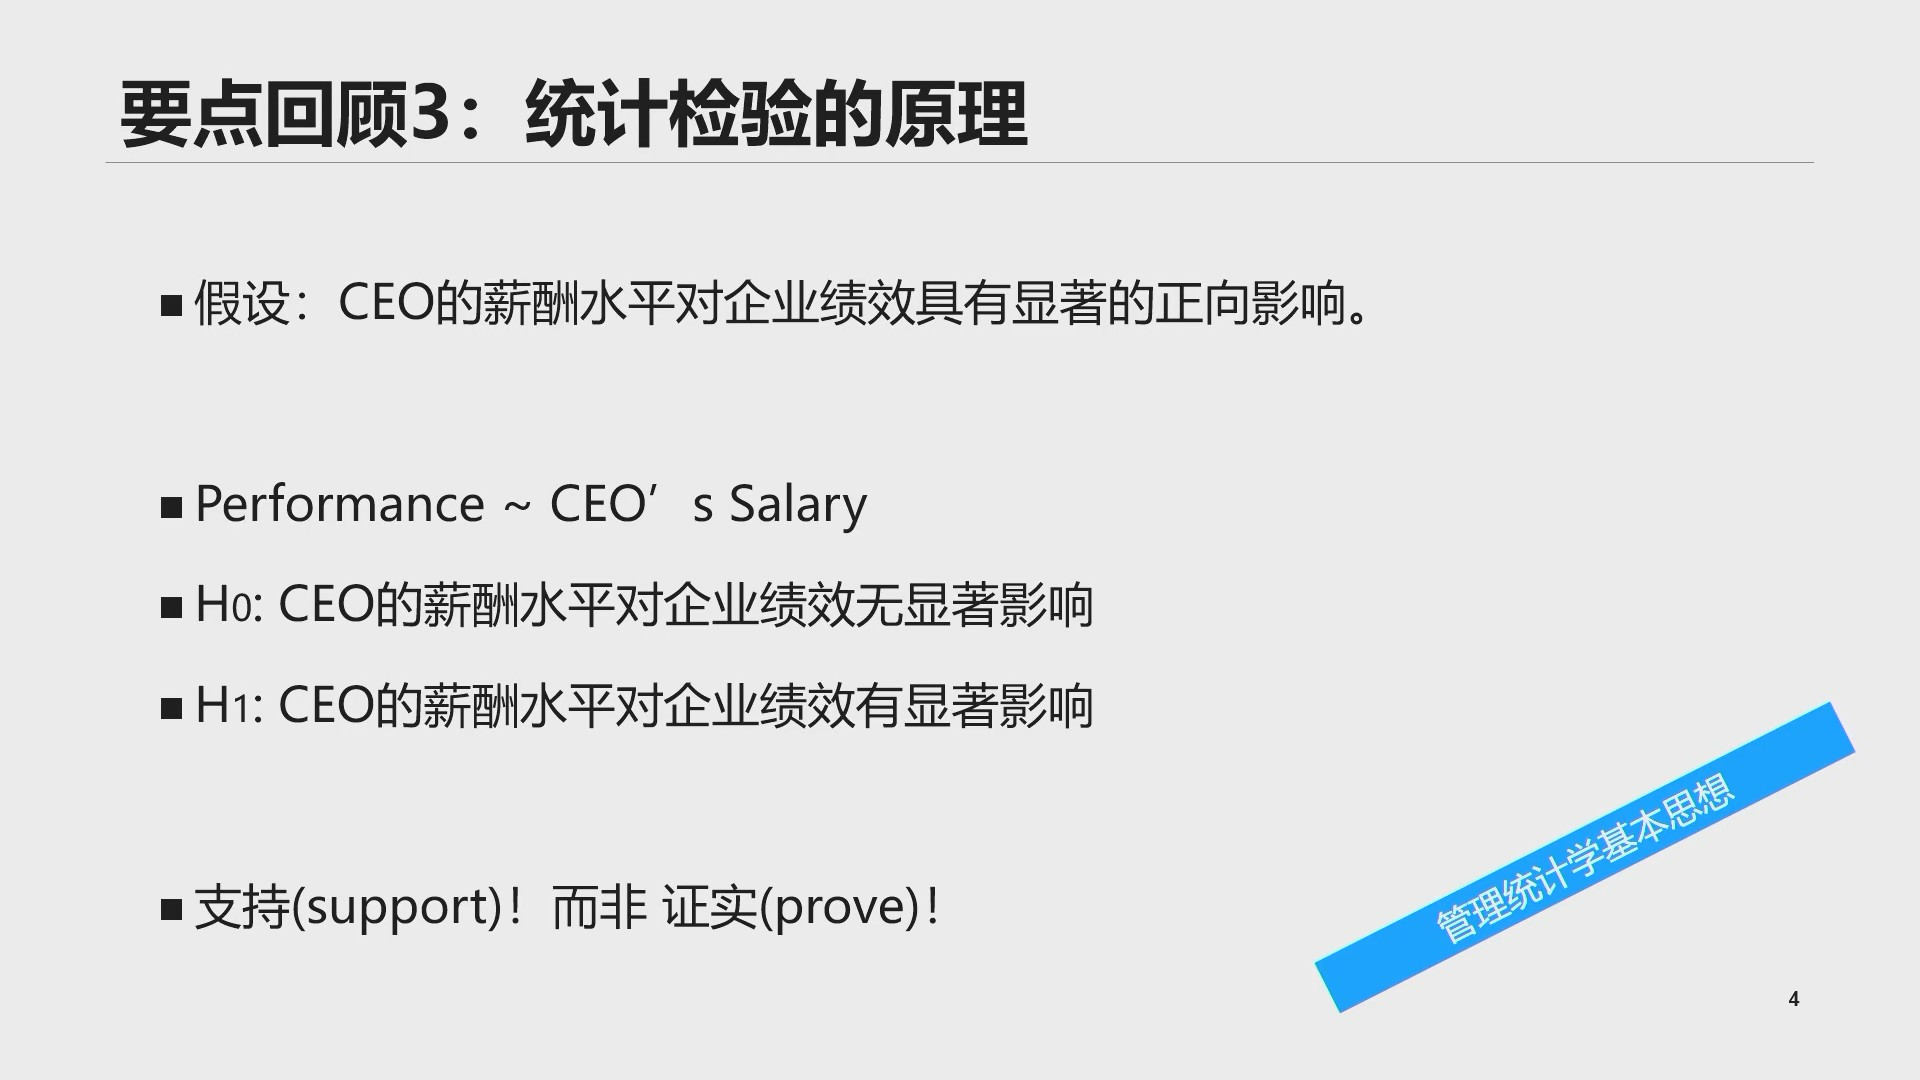 要点回顾3：统计检验的原理
假设：CEO的薪酬水平对企业绩效具有显著的正向影响。
Performance ~ CEO′s Salary
H0: CEO的薪酬水平对企业绩效无显著影响
H1: CEO的薪酬水平对企业绩效有显著影响
支持(support)！而非 证实(prove)！
管理统计学基本思想
4